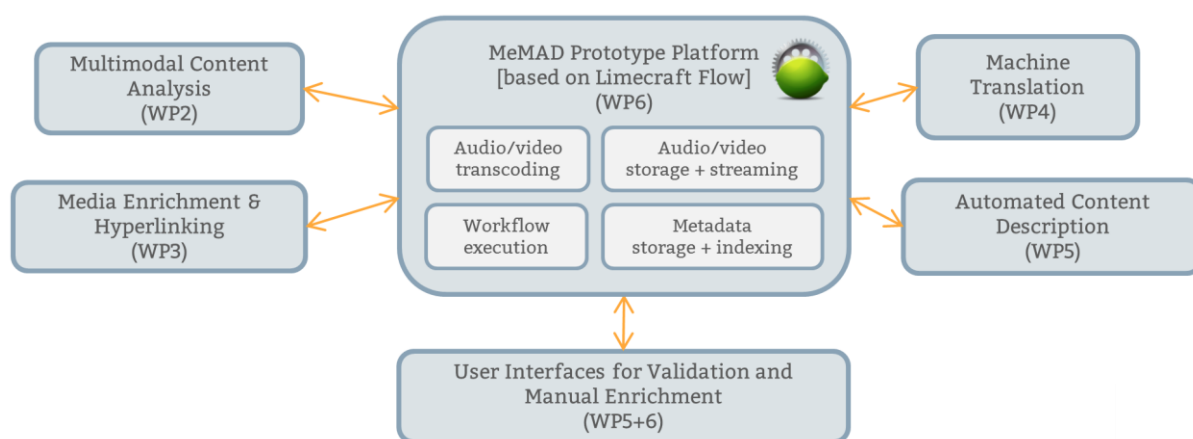 Multimodal Content
Analysis
(WP2)
MeMAD Prototype Platform
[based on Limecraft Flow]
(WP6)
Machine
Translation
(WP4)
Audio/video
transcoding
Audio/video
storage + streaming
Media Enrichment &
Hyperlinking
(WP3)
Workflow
execution
Metadata
storage + indexing
Automated Content
Description
(WP5)
User Interfaces for Validation and
Manual Enrichment
(WP5+6)